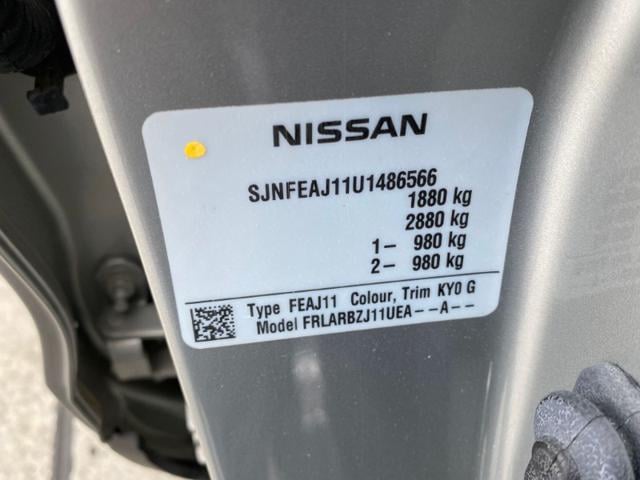 NISSAN
SJNFEAJ11U1486566
1880 kg
2880 kg
1- 980 kg
2- 980 kg
Type FEAJ11 Colour, Trim KY0 G
Model FRLARBZJ11UEA--A--